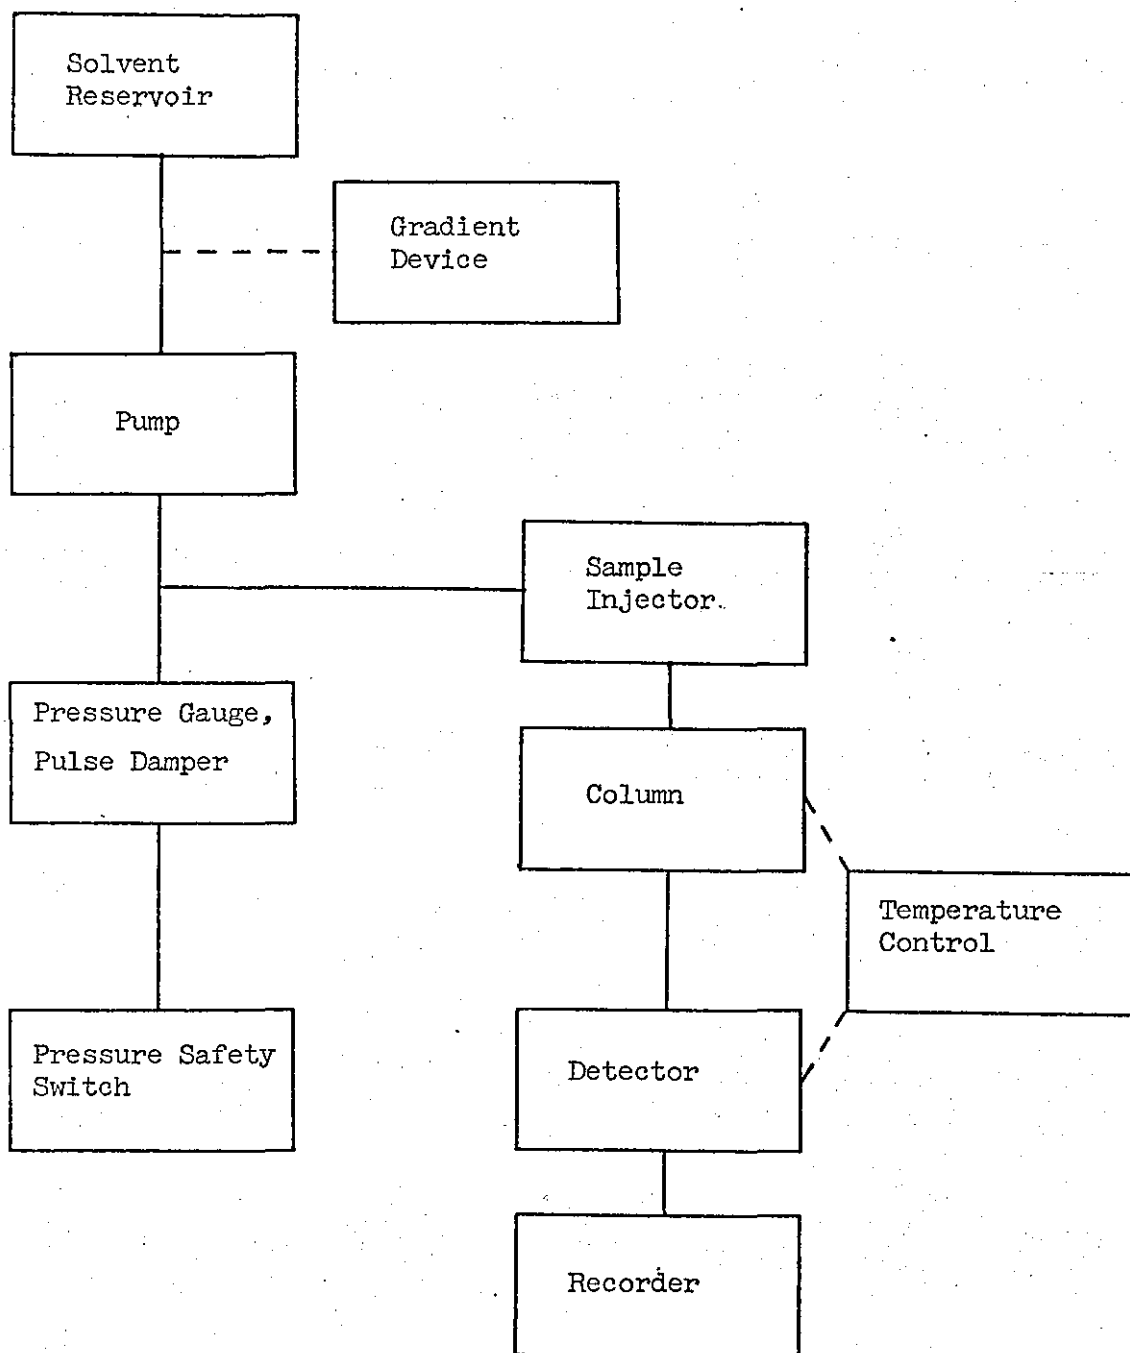 Solvent
Reservoir
Gradient
Device
Pump
Sample
Injector
Pressure Gauge,
Pulse Damper
Column
Temperature
Control
Pressure Safety
Switch
Detector
Recorder